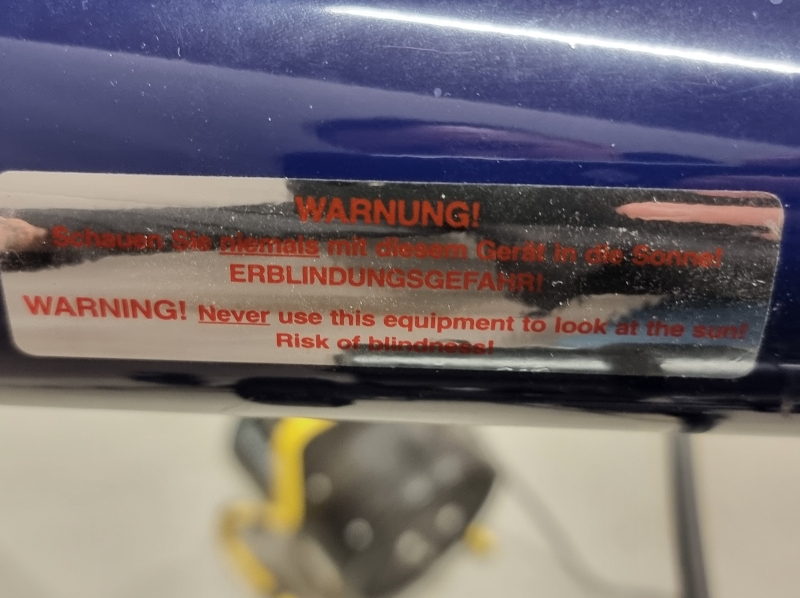 WARNUNG!
Schauen Sie niemals mit diesem Gerät in die Sonne!
ERBLINDUNGSGEFAHR!
WARNING! Never use this equipment to look at the sun!
Risk of blindness!